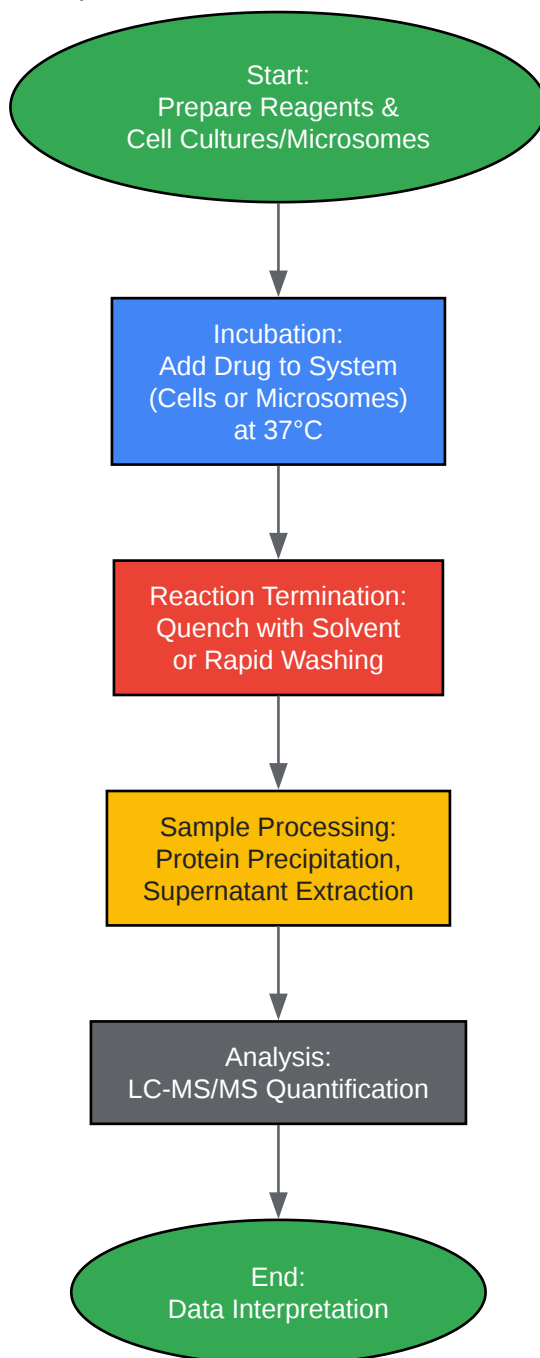 Start:
Prepare Reagents &
Cell Cultures/Microsomes
Incubation:
Add Drug to System
(Cells or Microsomes)
at 37°C
Reaction Termination:
Quench with Solvent
or Rapid Washing
Sample Processing:
Protein Precipitation,
Supernatant Extraction
Analysis:
LC-MS/MS Quantification
End:
Data Interpretation